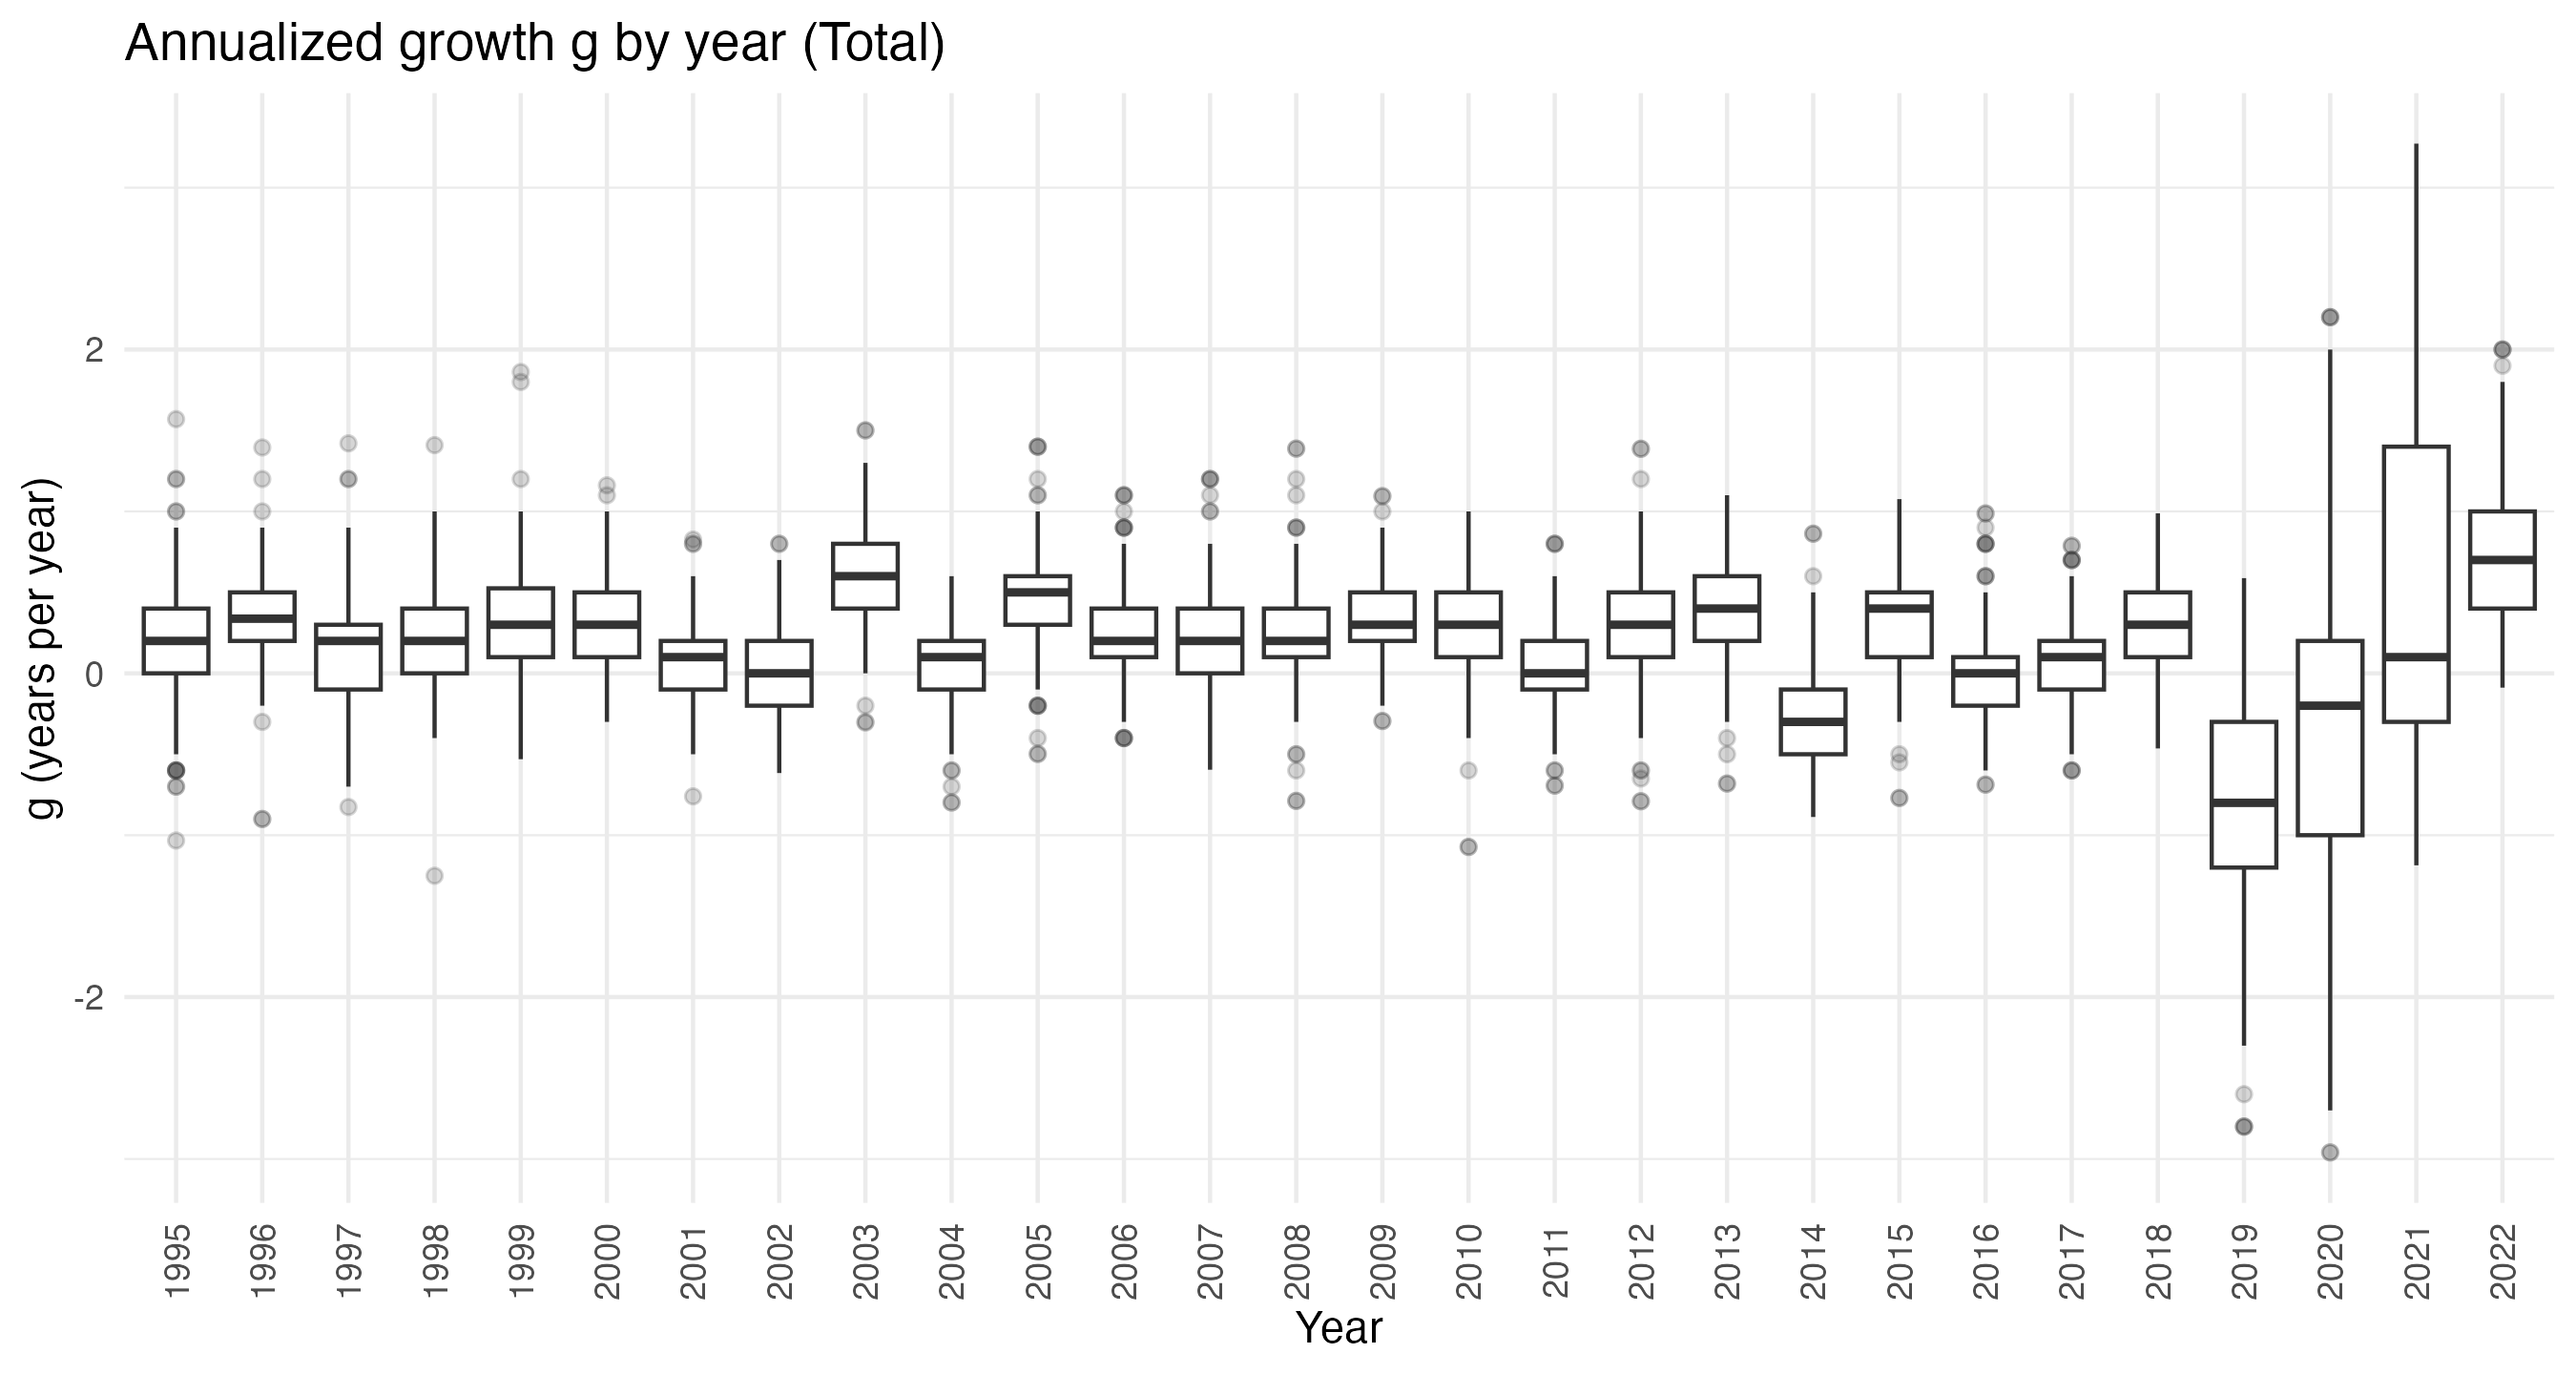 Annualized growth g by year (Total)
g (years per year)
2
0
-2
1995 1996 1997 1998 1999 2000 2001 2002 2003 2004 2005 2006 2007 2008 2009 2010 2011 2012 2013 2014 2015 2016 2017 2018 2019 2020 2021 2022
Year